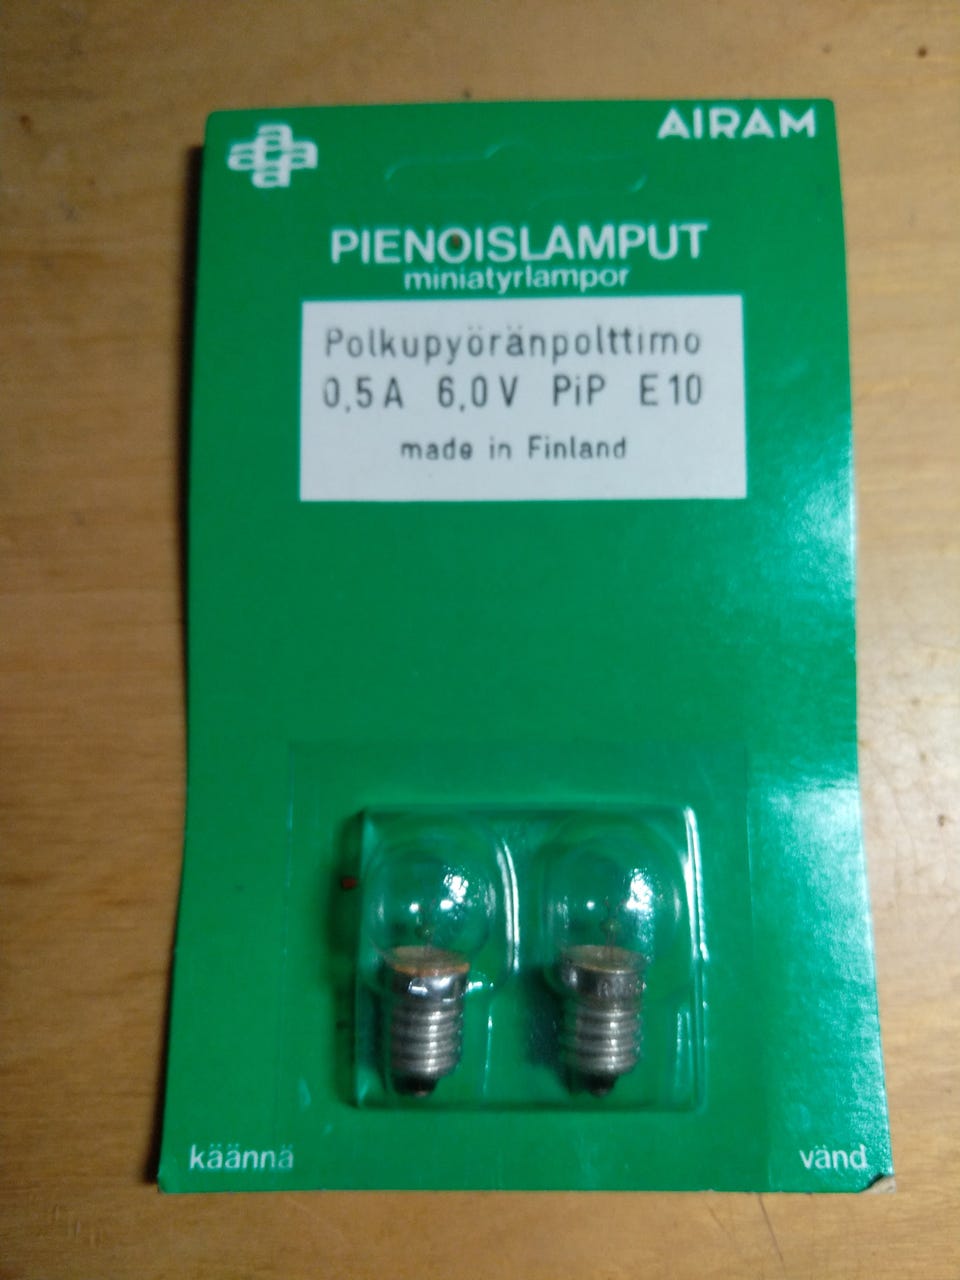 AIRAM
PIENOISLAMPUT
miniatyrlampor
Polkupyöränpolttimo
0,5A 6,0V PiP E10
made in Finland
käännä vänd